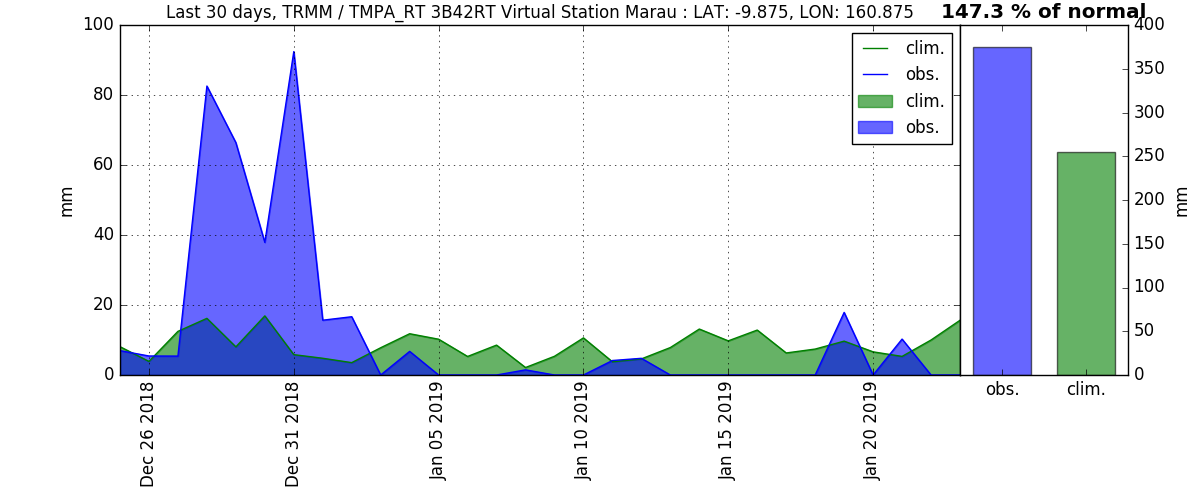 Last 30 days, TRMM / TMPA_RT 3B42RT Virtual Station Marau : LAT: -9.875, LON: 160.875
147.3 % of normal
100
80
60
40
20
0
mm
clim.
obs.
clim.
obs.
400
350
300
250
200
150
100
50
0
mm
obs.
clim.
Dec 26 2018
Dec 31 2018
Jan 05 2019
Jan 10 2019
Jan 15 2019
Jan 20 2019